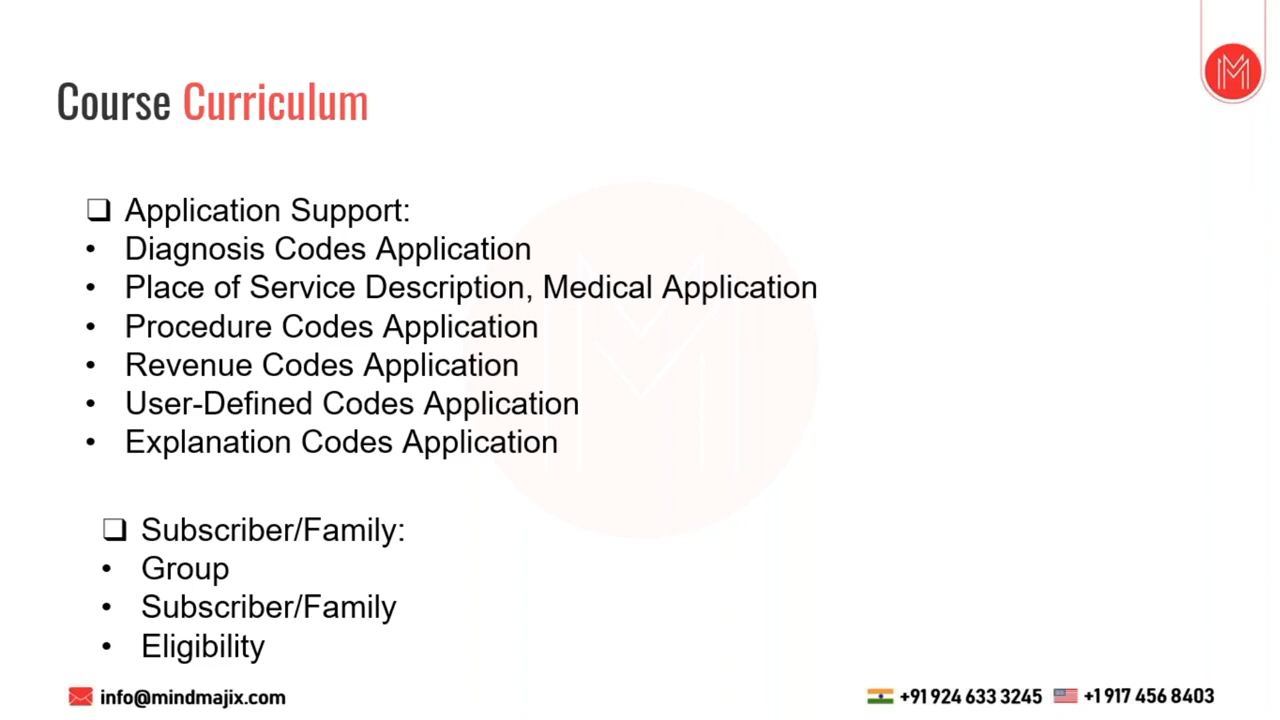 Course Curriculum
❑ Application Support:
• Diagnosis Codes Application
• Place of Service Description, Medical Application
• Procedure Codes Application
• Revenue Codes Application
• User-Defined Codes Application
• Explanation Codes Application
❑ Subscriber/Family:
• Group
• Subscriber/Family
• Eligibility
info@mindmajix.com
+91 924 633 3245
+1 917 456 8403